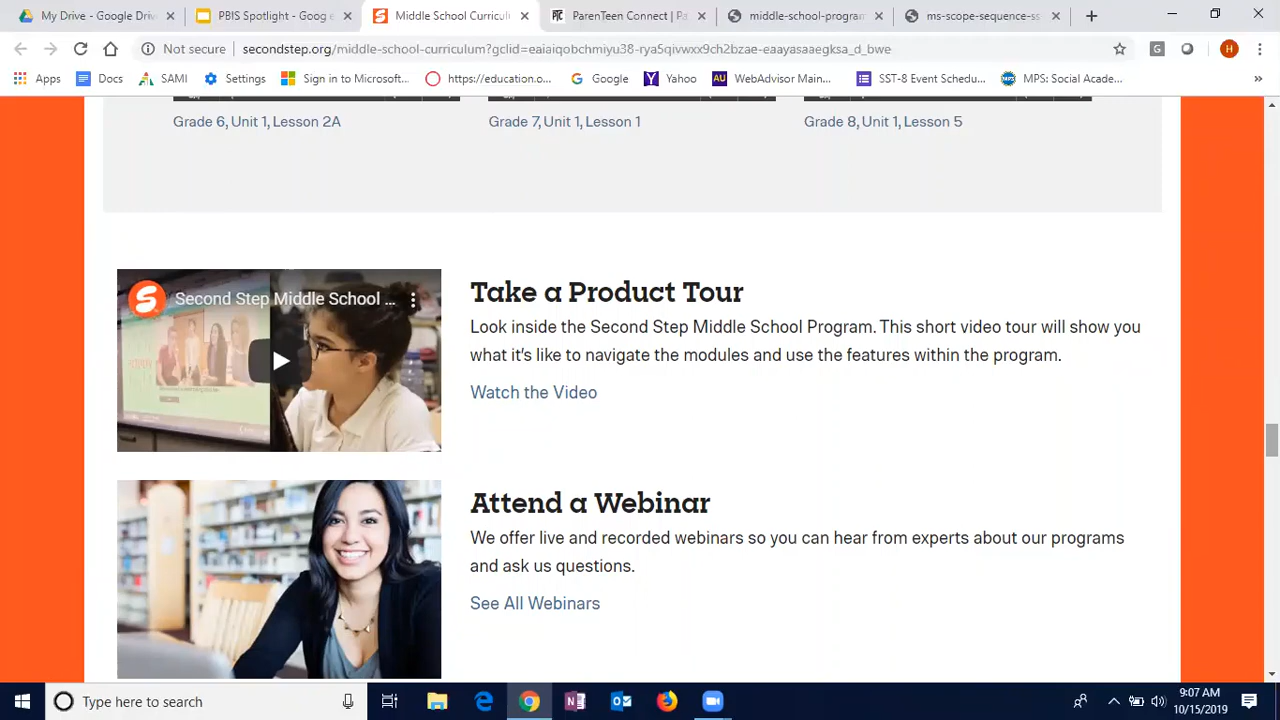 My Drive - Google Driv
PBIS Spotlight - Goog
Middle School Curricul
ParenTeen Connect | Pa
middle-school-program
ms-scope-sequence-ss
Not secure
secondstep.org/middle-school-curriculum?gclid=eaiaiqobchmiyu38-rya5qivwxx9ch2bzae-eaayasaaegksa_d_bwe
G
H
Apps
Docs
SAMI
Settings
Sign in to Microsoft...
https://education.o...
Google
Yahoo
AU WebAdvisor Main...
SST-8 Event Schedu...
MPS: Social Acade...
Grade 6, Unit 1, Lesson 2A
Grade 7, Unit 1, Lesson 1
Grade 8, Unit 1, Lesson 5
Second Step Middle School ...
Take a Product Tour
Look inside the Second Step Middle School Program. This short video tour will show you
what it's like to navigate the modules and use the features within the program.
Watch the Video
Attend a Webinar
We offer live and recorded webinars so you can hear from experts about our programs
and ask us questions.
See All Webinars
Type here to search
9:07 AM
10/15/2019